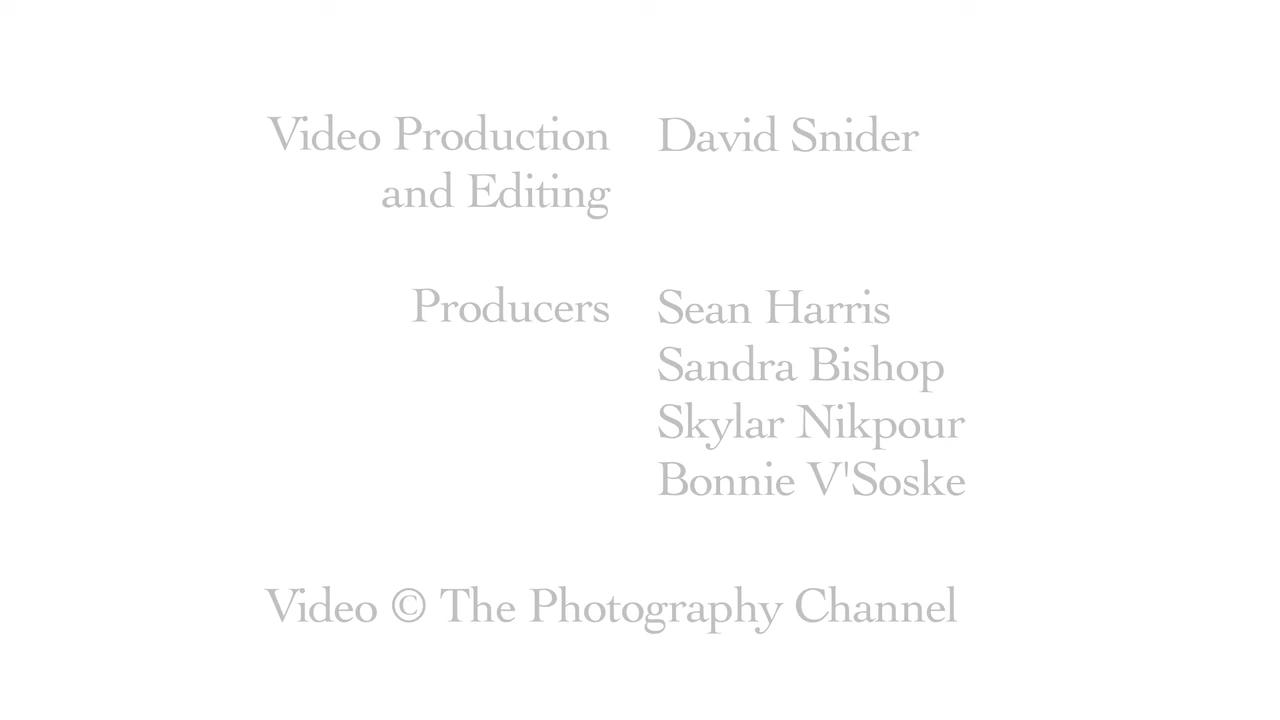 Video Production David Snider
and Editing
Producers Sean Harris
Sandra Bishop
Skylar Nikpour
Bonnie V'Soske
Video © The Photography Channel